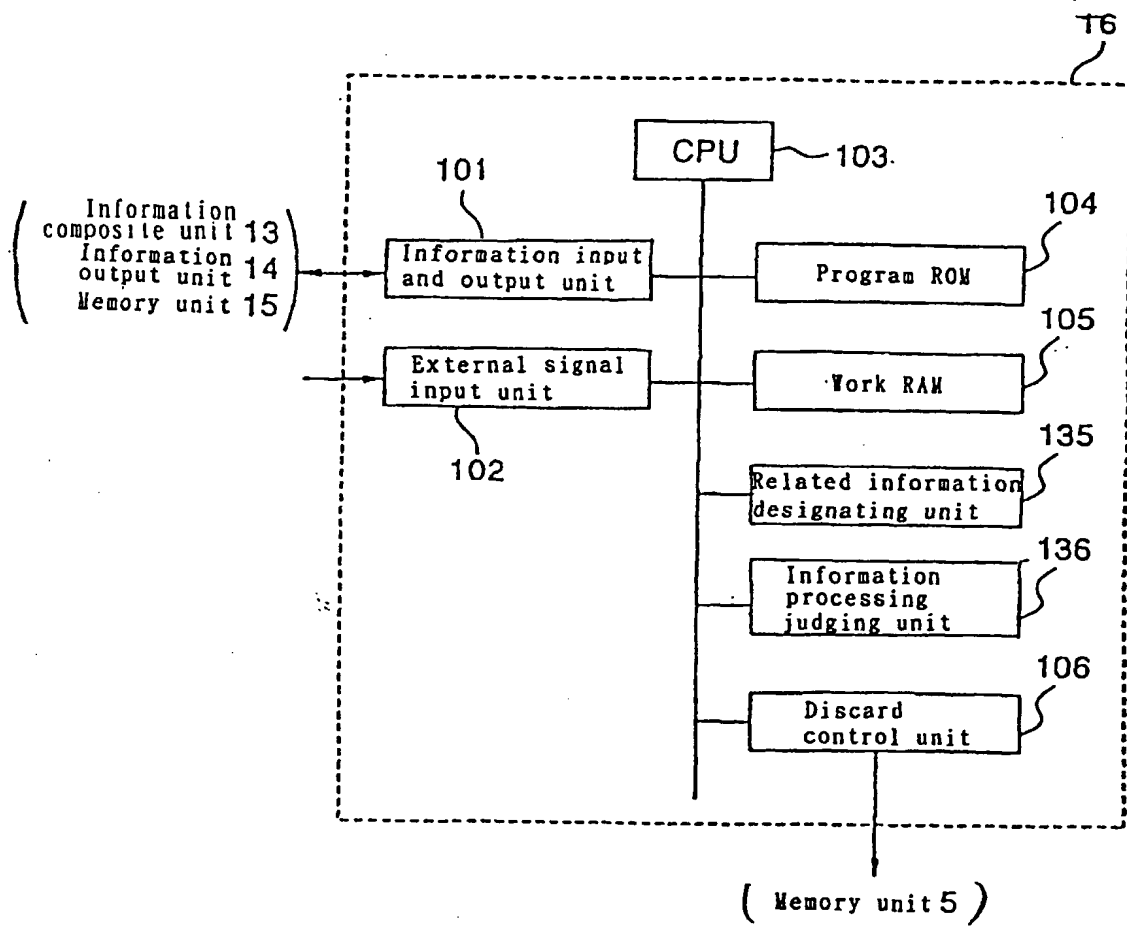 16
CPU
103
101
Information
composite unit 13
Information
output unit 14
Memory unit 15
Information input
and output unit
104
Program ROM
105
External signal
input unit
Work RAM
102
135
Related information
designating unit
136
Information
processing
judging unit
106
Discard
control unit
( Memory unit 5 )